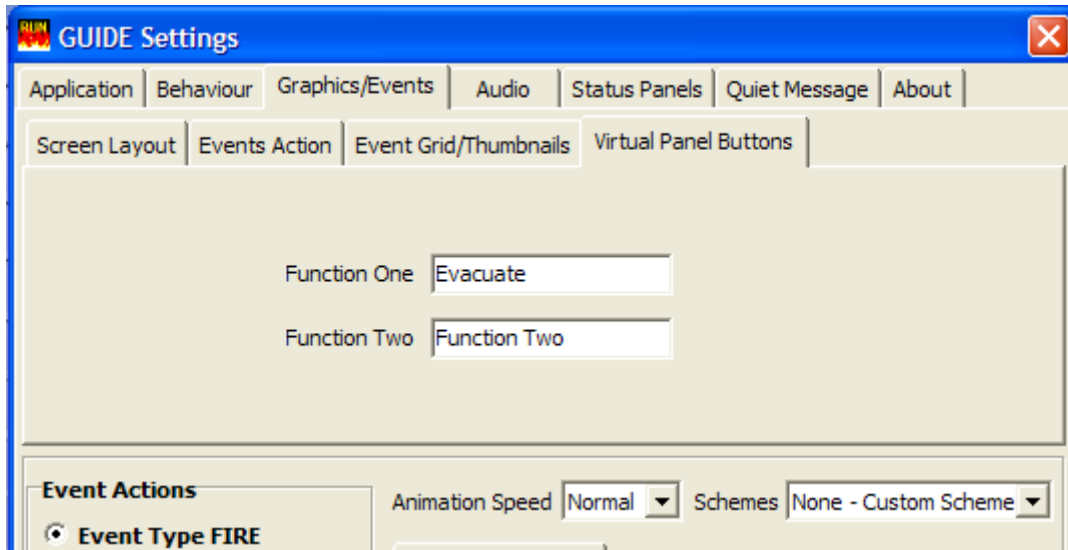 RUN
GUIDE Settings
Application Behaviour Graphics/Events Audio Status Panels Quiet Message About
Screen Layout Events Action Event Grid/Thumbnails Virtual Panel Buttons
Function One Evacuate
Function Two Function Two
Event Actions Animation Speed Normal Schemes None - Custom Scheme
Event Type FIRE